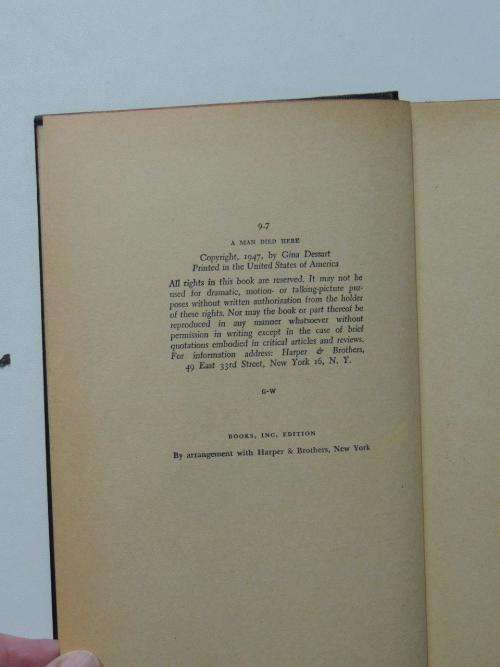 9-7
A MAN DIED HERE
Copyright, 1947, by Gina Dessart
Printed in the United States of America
All rights in this book are reserved. It may not be
used for dramatic, motion- or talking-picture pur-
poses without written authorization from the holder
of these rights. Nor may the book or part thereof be
reproduced in any manner whatsoever without
permission in writing except in the case of brief
quotations embodied in critical articles and reviews.
For information address: Harper & Brothers,
49 East 33rd Street, New York 16, N. Y.
G-W
BOOKS, INC. EDITION
By arrangement with Harper & Brothers, New York